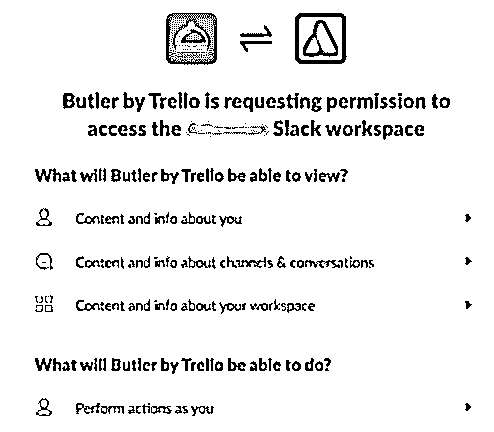 Butler by Trello is requesting permission to
access the Slack workspace
What will Butler by Trello be able to view?
Content and info about you
Content and info about channels & conversations
Content and info about your workspace
What will Butler by Trello be able to do?
Perform actions as you